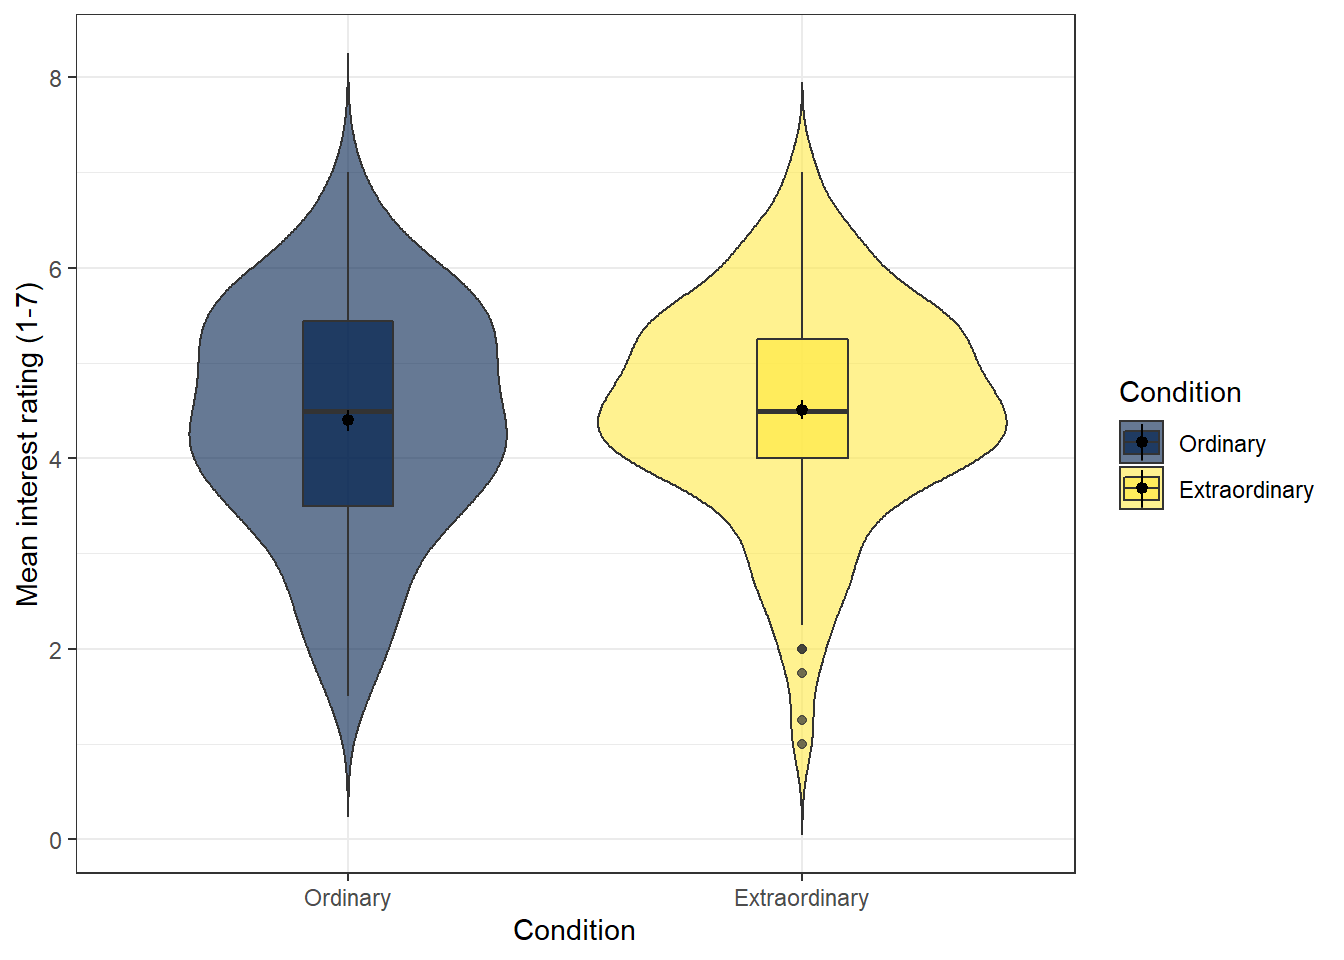 Mean interest rating (1-7)
8
6
4
2
0
Ordinary
Extraordinary
Condition
Condition
Ordinary
Extraordinary